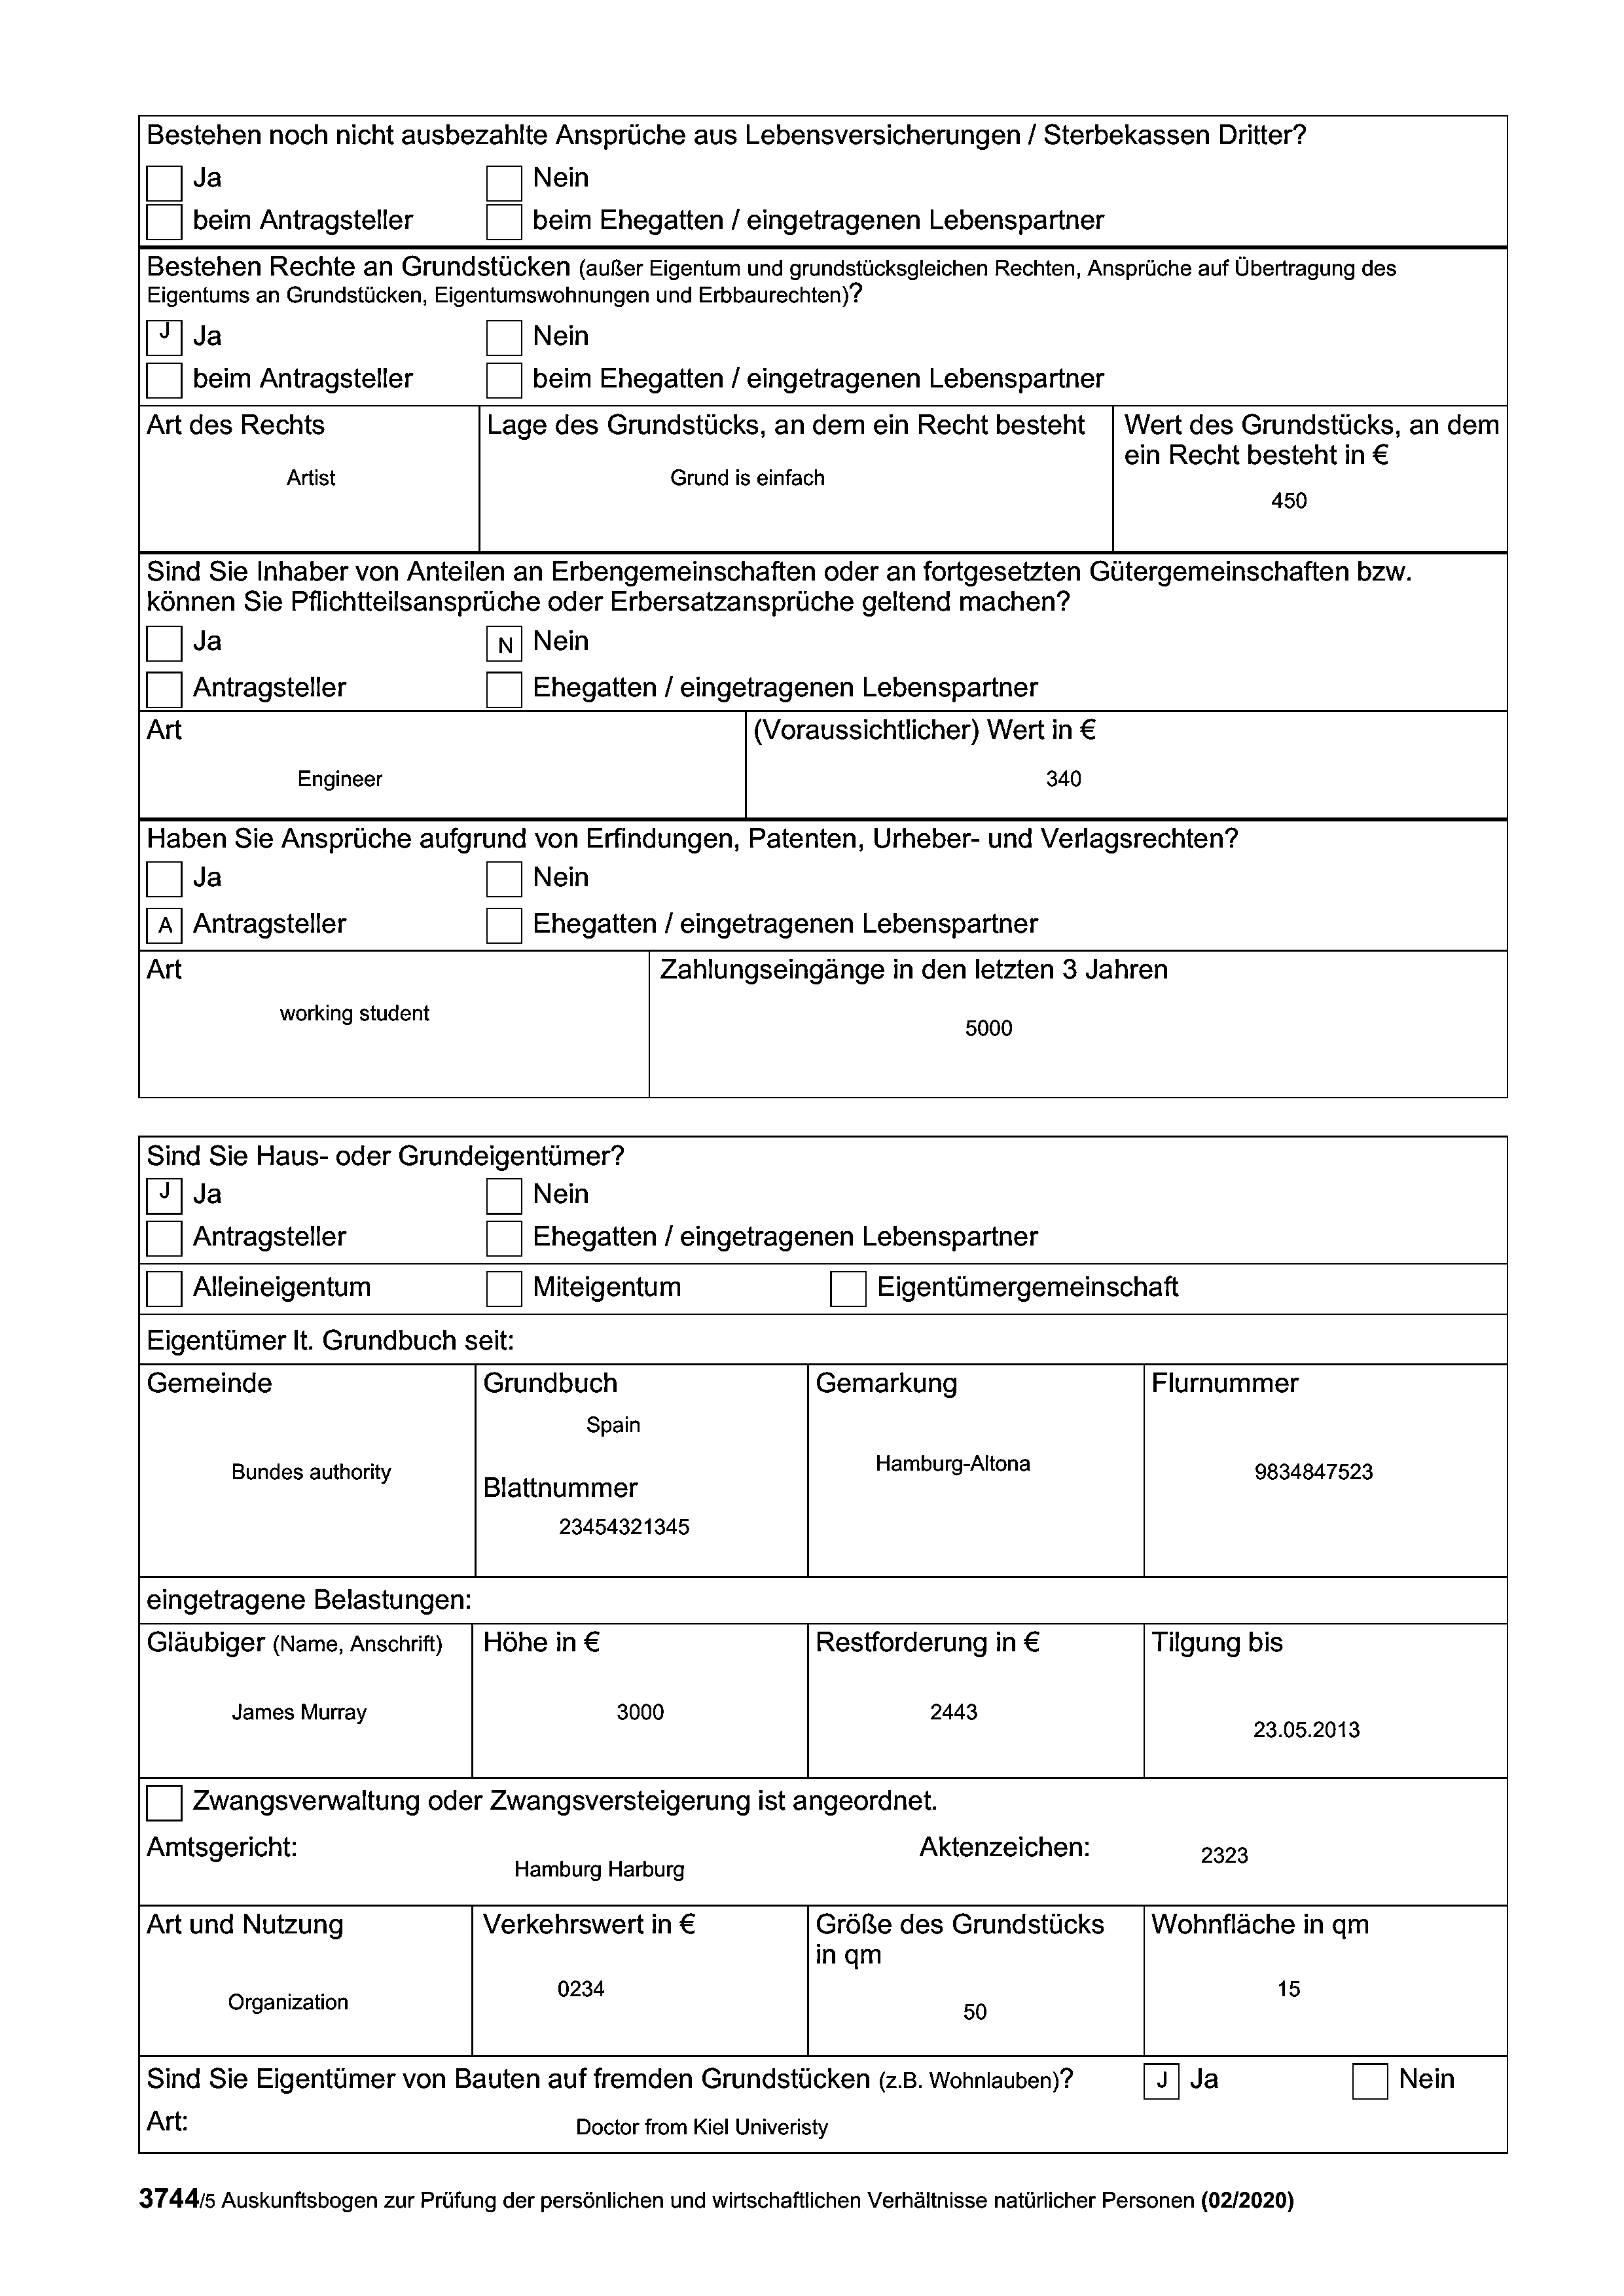 Bestehen noch nicht ausbezahlte Ansprüche aus Lebensversicherungen / Sterbekassen Dritter?
Ja Nein
beim Antragsteller beim Ehegatten / eingetragenen Lebenspartner
Bestehen Rechte an Grundstücken (außer Eigentum und grundstücksgleichen Rechten, Ansprüche auf Übertragung des
Eigentums an Grundstücken, Eigentumswohnungen und Erbbaurechten)?
J Ja Nein
beim Antragsteller beim Ehegatten / eingetragenen Lebenspartner
Art des Rechts
Artist
Lage des Grundstücks, an dem ein Recht besteht
Grund is einfach
Wert des Grundstücks, an dem
ein Recht besteht in €
450
Sind Sie Inhaber von Anteilen an Erbengemeinschaften oder an fortgesetzten Gütergemeinschaften bzw.
können Sie Pflichtteilsansprüche oder Erbersatzansprüche geltend machen?
Ja N Nein
Antragsteller Ehegatten / eingetragenen Lebenspartner
Art
Engineer
(Voraussichtlicher) Wert in €
340
Haben Sie Ansprüche aufgrund von Erfindungen, Patenten, Urheber- und Verlagsrechten?
Ja Nein
A Antragsteller Ehegatten / eingetragenen Lebenspartner
Art
working student
Zahlungseingänge in den letzten 3 Jahren
5000
Sind Sie Haus- oder Grundeigentümer?
J Ja Nein
Antragsteller Ehegatten / eingetragenen Lebenspartner
Alleineigentum Miteigentum Eigentümergemeinschaft
Eigentümer lt. Grundbuch seit:
Gemeinde
Bundes authority
Grundbuch
Spain
Blattnummer
23454321345
Gemarkung
Hamburg-Altona
Flurnummer
9834847523
eingetragene Belastungen:
Gläubiger (Name, Anschrift)
James Murray
Höhe in €
3000
Restforderung in €
2443
Tilgung bis
23.05.2013
Zwangsverwaltung oder Zwangsversteigerung ist angeordnet.
Amtsgericht: Hamburg Harburg Aktenzeichen: 2323
Art und Nutzung
Organization
Verkehrswert in €
0234
Größe des Grundstücks
in qm
50
Wohnfläche in qm
15
Sind Sie Eigentümer von Bauten auf fremden Grundstücken (z.B. Wohnlauben)? J Ja Nein
Art: Doctor from Kiel Univeristy
3744/5 Auskunftsbogen zur Prüfung der persönlichen und wirtschaftlichen Verhältnisse natürlicher Personen (02/2020)